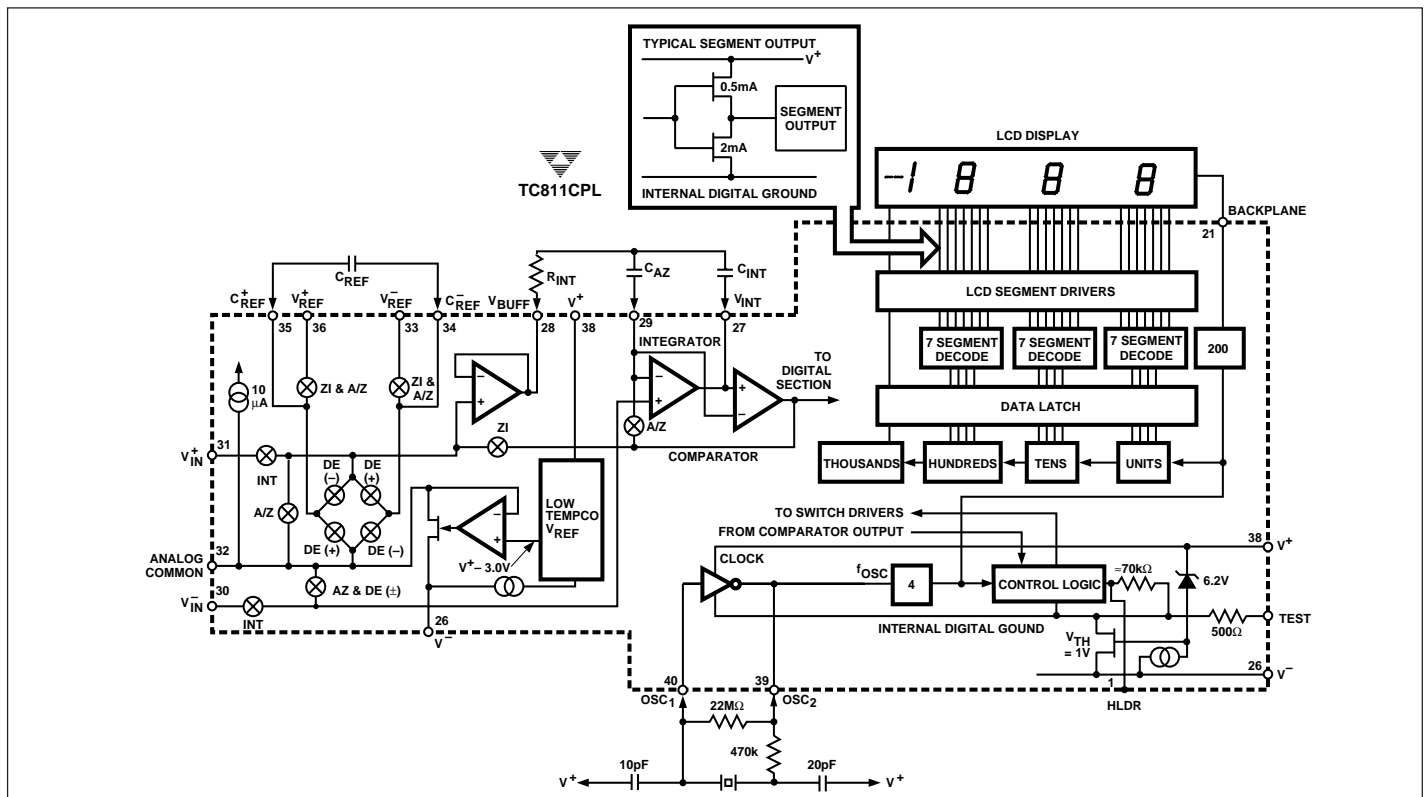 TYPICAL SEGMENT OUTPUT
V+
0.5mA
2mA
SEGMENT
OUTPUT
INTERNAL DIGITAL GROUND
TC811CPL
LCD DISPLAY
-1 8 8 8
BACKPLANE
21
LCD SEGMENT DRIVERS
7 SEGMENT
DECODE
7 SEGMENT
DECODE
7 SEGMENT
DECODE
200
DATA LATCH
THOUSANDS
HUNDREDS
TENS
UNITS
TO SWITCH DRIVERS
FROM COMPARATOR OUTPUT
CREF
RINT
CAZ
CINT
C+REF
V+REF
V-REF
C-REF
VBUFF
V+
VINT
35
36
33
34
28
38
29
27
INTEGRATOR
TO
DIGITAL
SECTION
10
μA
ZI & A/Z
ZI &
A/Z
-
+
-
+
+
-
A/Z
ZI
COMPARATOR
31
V+IN
INT
DE
(–)
DE
(+)
A/Z
DE (+)
DE (–)
-
+
LOW
TEMPCO
VREF
V+ – 3.0V
ANALOG
COMMON
32
AZ & DE (±)
30
V-IN
INT
26
V–
CLOCK
fOSC
4
CONTROL LOGIC
≈70kΩ
38
V+
6.2V
TEST
500Ω
INTERNAL DIGITAL GOUND
VTH
= 1V
26
V–
1
HLDR
40
OSC1
39
OSC2
22MΩ
470k
10pF
20pF
V+
V+